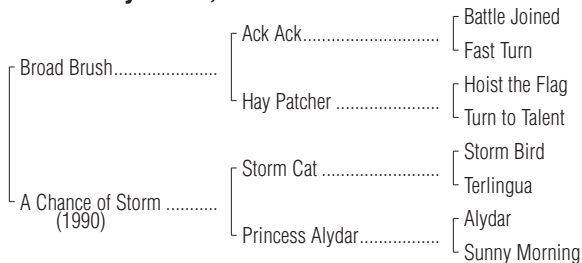 Battle Joined
Ack Ack........................................
Fast Turn
Broad Brush.......................
Hoist the Flag
Hay Patcher ...........................
Turn to Talent
Storm Bird
Storm Cat ..............................
Terlingua
A Chance of Storm ...........
(1990)
Alydar
Princess Alydar.....................
Sunny Morning